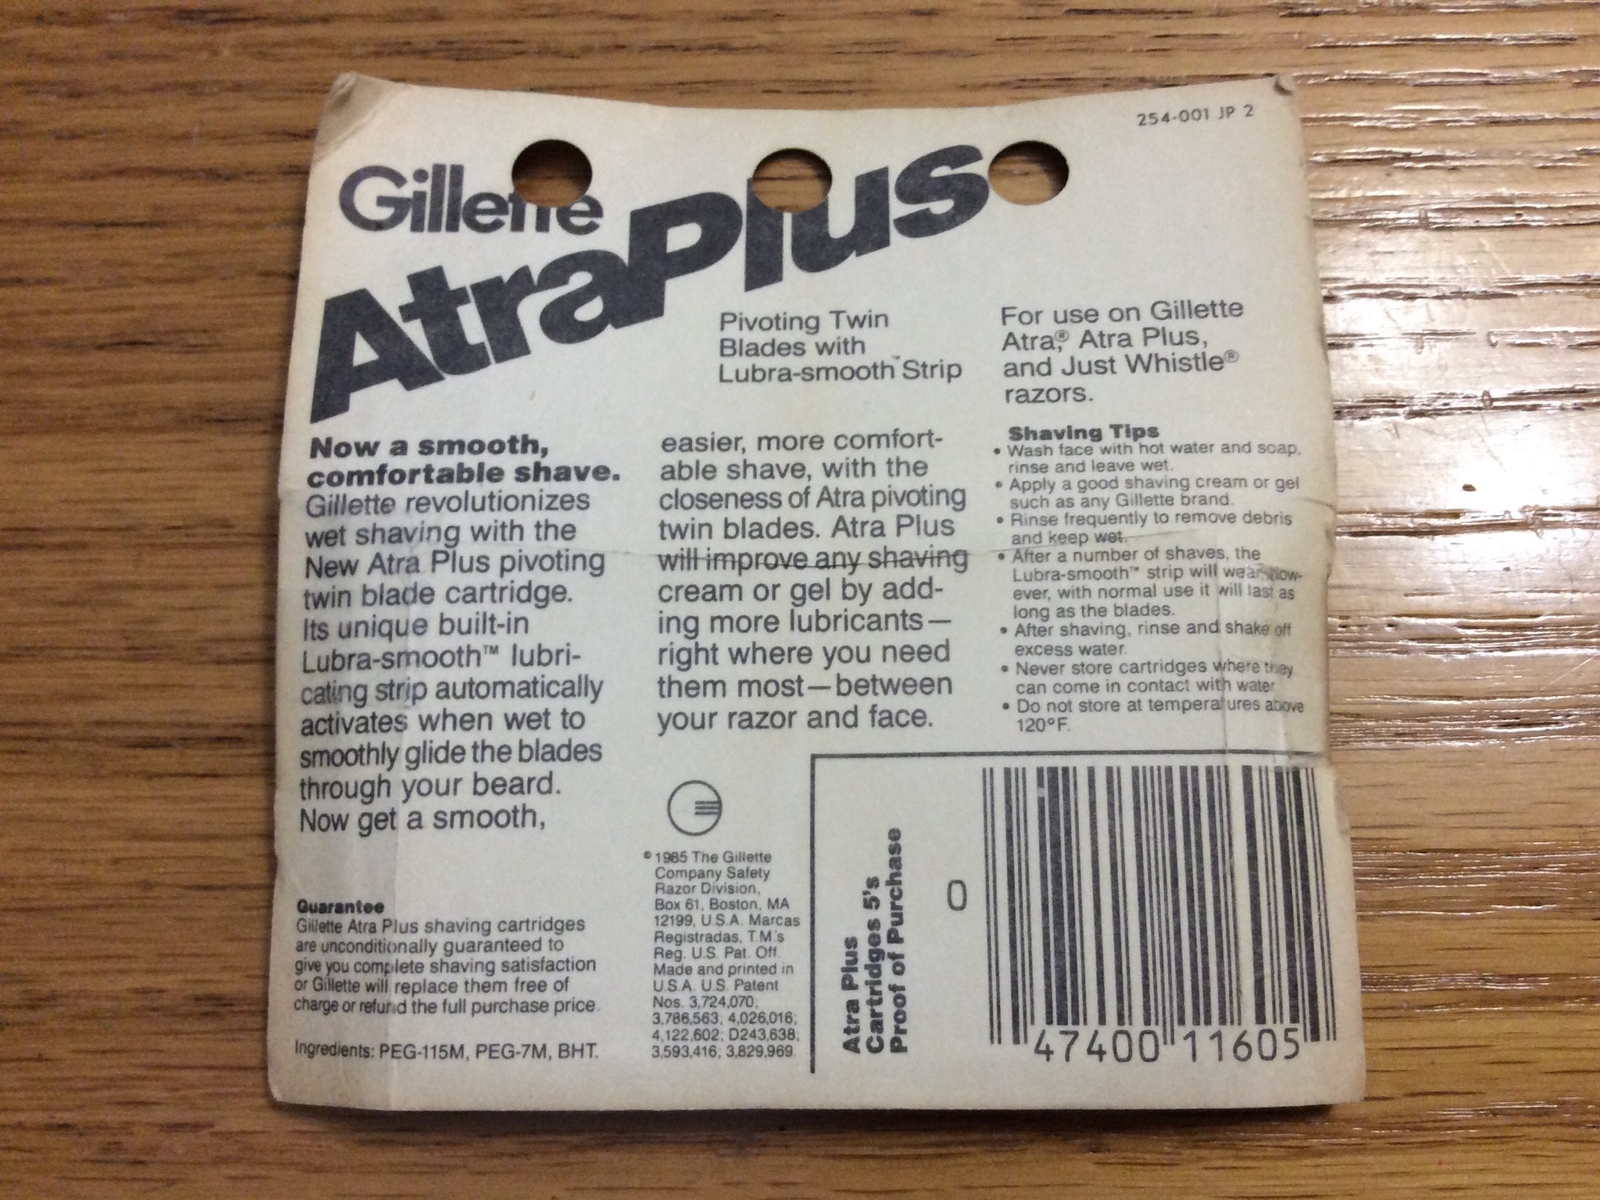 254-001 JP 2
Gillette
AtraPlus
Pivoting Twin
Blades with
Lubra-smooth™ Strip
For use on Gillette
Atra,® Atra Plus,
and Just Whistle®
razors.
Now a smooth,
comfortable shave.
Gillette revolutionizes
wet shaving with the
New Atra Plus pivoting
twin blade cartridge.
Its unique built-in
Lubra-smooth™ lubri-
cating strip automatically
activates when wet to
smoothly glide the blades
through your beard.
Now get a smooth,
easier, more comfort-
able shave, with the
closeness of Atra pivoting
twin blades. Atra Plus
will improve any shaving
cream or gel by add-
ing more lubricants—
right where you need
them most—between
your razor and face.
Shaving Tips
• Wash face with hot water and soap,
rinse and leave wet.
• Apply a good shaving cream or gel
such as any Gillette brand.
• Rinse frequently to remove debris
and keep wet.
• After a number of shaves, the
Lubra-smooth™ strip will wear, how-
ever, with normal use it will last as
long as the blades.
• After shaving, rinse and shake off
excess water.
• Never store cartridges where they
can come in contact with water
• Do not store at temperatures above
120°F.
Guarantee
Gillette Atra Plus shaving cartridges
are unconditionally guaranteed to
give you complete shaving satisfaction
or Gillette will replace them free of
charge or refund the full purchase price.
Ingredients: PEG-115M, PEG-7M, BHT.
© 1985 The Gillette
Company Safety
Razor Division,
Box 61, Boston, MA
12199, U.S.A. Marcas
Registradas, T.M.'s
Reg. U.S. Pat. Off.
Made and printed in
U.S.A. U.S. Patent
Nos. 3,724,070;
3,786,563; 4,026,016;
4,122,602; D243,638;
3,593,416; 3,829,969.
Atra Plus
Cartridges 5's
Proof of Purchase
0
47400 11605